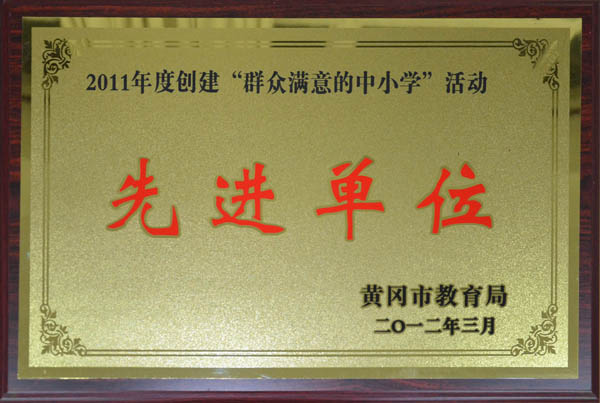 2011年度创建“群众满意的中小学”活动
先进单位
黄冈市教育局
二〇一二年三月